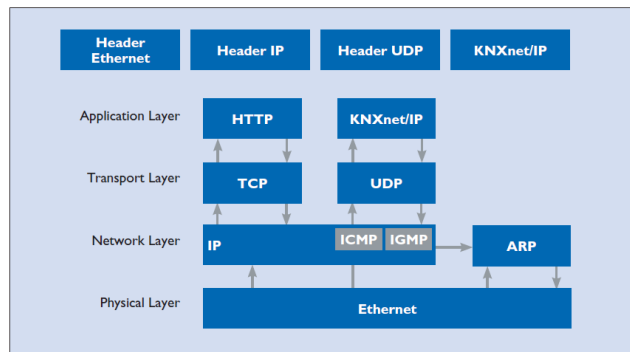 Header
Ethernet
Header IP
Header UDP
KNXnet/IP
Application Layer
HTTP
KNXnet/IP
Transport Layer
TCP
UDP
Network Layer
IP
ICMP
IGMP
ARP
Physical Layer
Ethernet